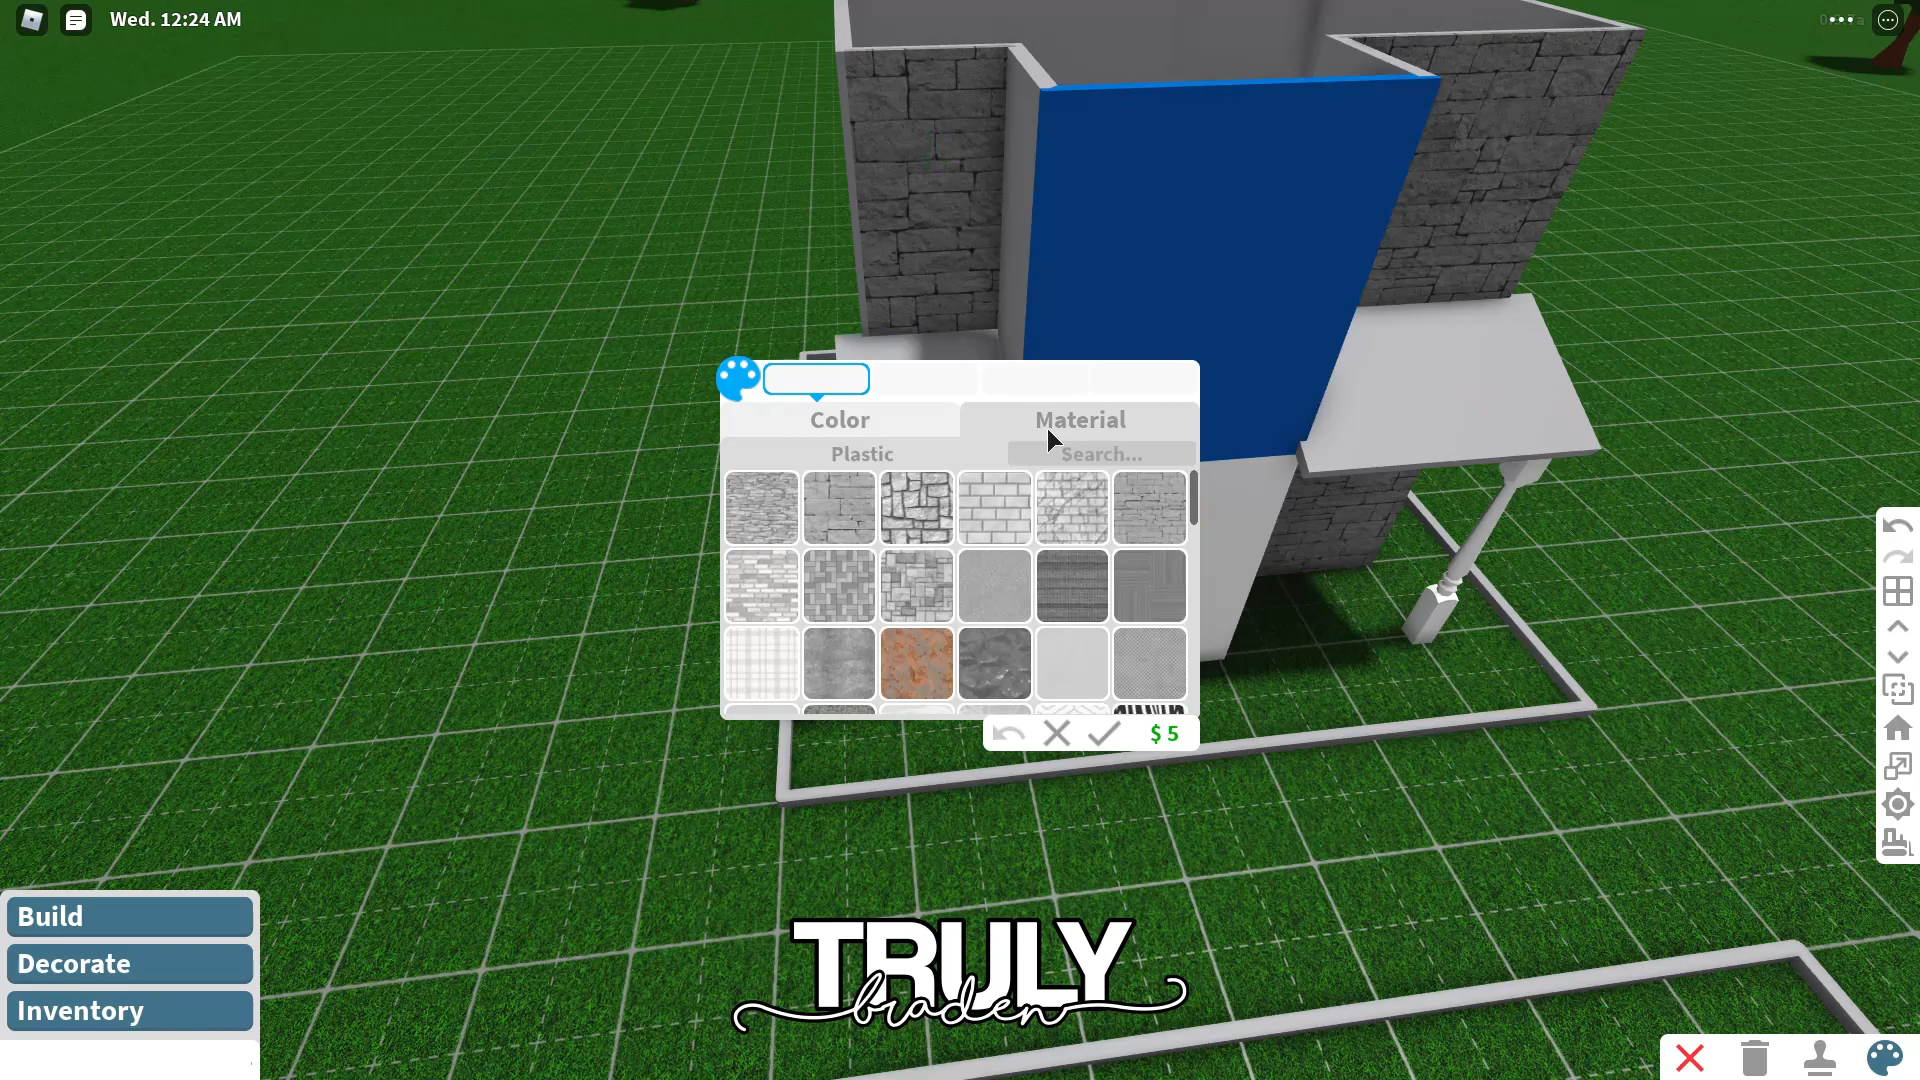 Wed. 12:24 AM
Color
Material
Plastic
Search...
$ 5
Build
Decorate
Inventory
TRULY
braden